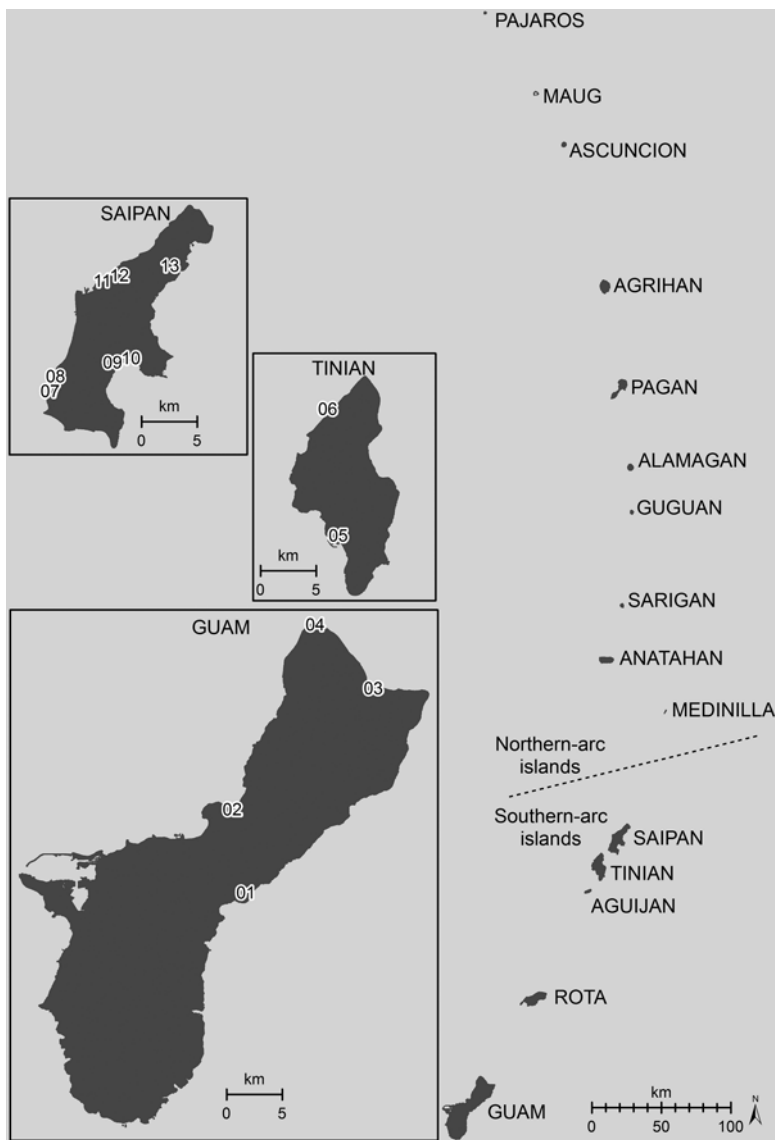 PAJAROS
MAUG
ASCUNCION
SAIPAN
13
12
11
10
09
08
07
km
0 5
AGRIHAN
TINIAN
06
05
km
0 5
PAGAN
ALAMAGAN
GUGUAN
SARIGAN
ANATAHAN
MEDINILLA
GUAM
04
03
02
01
km
0 5
Northern-arc
islands
Southern-arc
islands
SAIPAN
TINIAN
AGUIJAN
ROTA
GUAM
km
0 50 100
N